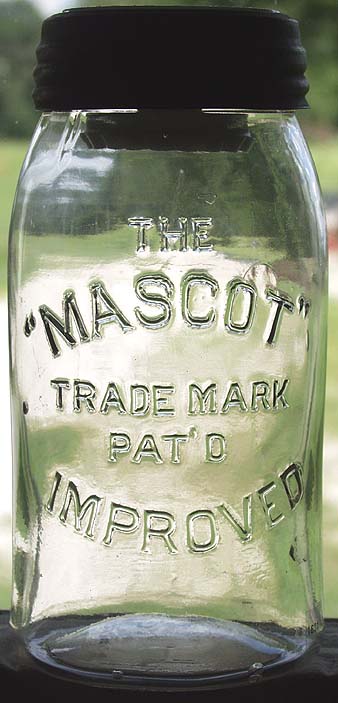 THE
"MASCOT"
TRADE MARK
PAT'D
IMPROVED